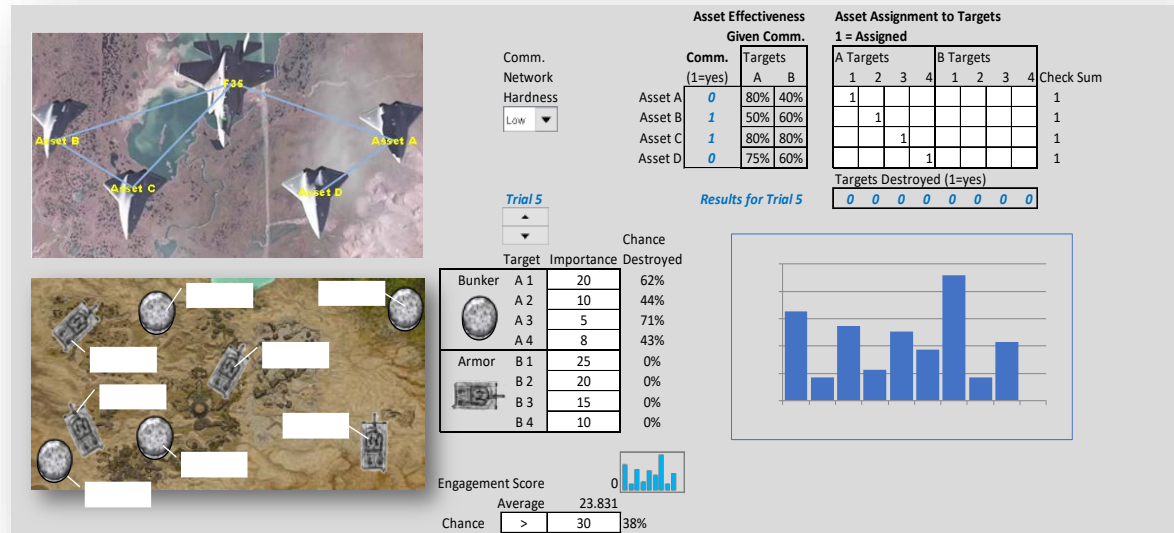 Asset Effectiveness Asset Assignment to Targets
Given Comm. 1 = Assigned
Comm. Comm. Targets A Targets B Targets
Network (1=yes) A B 1 2 3 4 1 2 3 4 Check Sum
Hardness Asset A 0 80% 40% 1 1
Low Asset B 1 50% 60% 1 1
Asset C 1 80% 80% 1 1
Asset D 0 75% 60% 1 1
F35
Asset B
Asset A
Asset C
Asset D
Targets Destroyed (1=yes)
Trial 5 Results for Trial 5 0 0 0 0 0 0 0 0
Chance
Target Importance Destroyed
Bunker A 1 20 62%
A 2 10 44%
A 3 5 71%
A 4 8 43%
Armor B 1 25 0%
B 2 20 0%
B 3 15 0%
B 4 10 0%
Engagement Score 0
Average 23.831
Chance > 30 38%